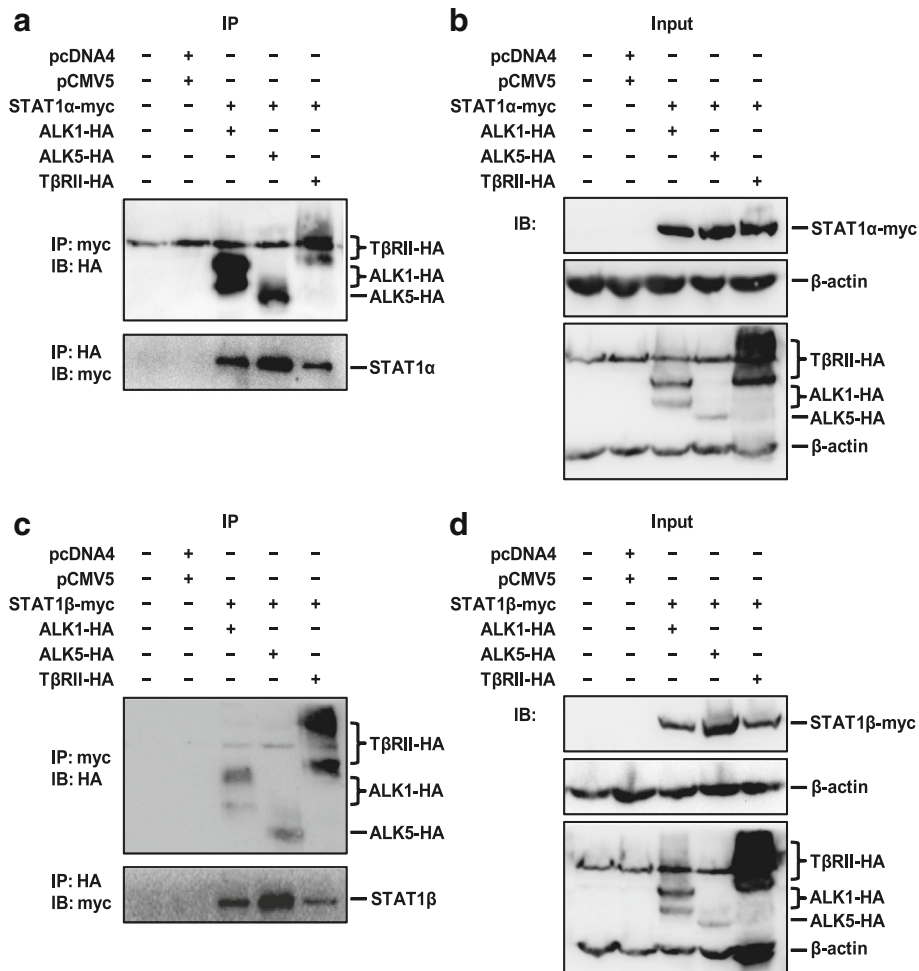 a
IP
pcDNA4 – + – – –
pCMV5 – + – – –
STAT1α-myc – – + + +
ALK1-HA – – + – –
ALK5-HA – – – + –
TβRII-HA – – – – +
IP: myc
IB: HA
TβRII-HA
ALK1-HA
ALK5-HA
IP: HA
IB: myc
STAT1α
b
Input
pcDNA4 – + – – –
pCMV5 – + – – –
STAT1α-myc – – + + +
ALK1-HA – – + – –
ALK5-HA – – – + –
TβRII-HA – – – – +
IB:
STAT1α-myc
β-actin
TβRII-HA
ALK1-HA
ALK5-HA
β-actin
c
IP
pcDNA4 – + – – –
pCMV5 – + – – –
STAT1β-myc – – + + +
ALK1-HA – – + – –
ALK5-HA – – – + –
TβRII-HA – – – – +
IP: myc
IB: HA
TβRII-HA
ALK1-HA
ALK5-HA
IP: HA
IB: myc
STAT1β
d
Input
pcDNA4 – + – – –
pCMV5 – + – – –
STAT1β-myc – – + + +
ALK1-HA – – + – –
ALK5-HA – – – + –
TβRII-HA – – – – +
IB:
STAT1β-myc
β-actin
TβRII-HA
ALK1-HA
ALK5-HA
β-actin